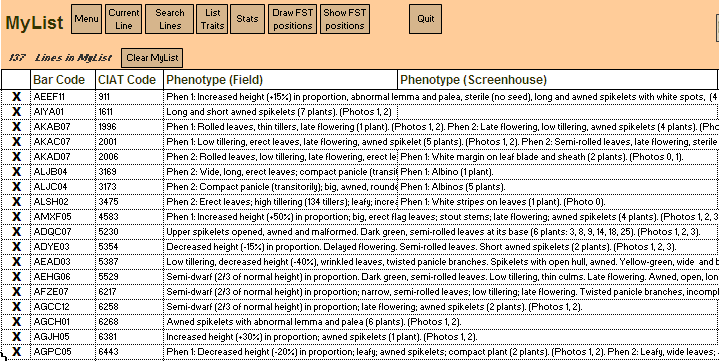 MyList Menu Current Line Search Lines List Traits Stats Draw FST positions Show FST positions Quit
137 Lines in MyList Clear MyList
Bar Code CIAT Code Phenotype (Field) Phenotype (Screenhouse)
X AEEF11 911 Phen 1: Increased height (+15%) in proportion, abnormal lemma and palea, sterile (no seed), long and awned spikelets with white spots, (4
X AIYA01 1611 Long and short awned spikelets (7 plants). (Photos 1, 2)
X AKAB07 1996 Phen 1: Rolled leaves, thin tillers, late flowering (1 plant). (Photos 1, 2). Phen 2: Late flowering, low tillering, awned spikelets (4 plants). (Pho
X AKAC07 2001 Phen 1: Low tillering, erect leaves, late flowering, awned spikelet (5 plants). (Photos 1, 2). Phen 2: Semi-rolled leaves, late flowering, sterile
X AKAD07 2006 Phen 2: Rolled leaves, low tillering, late flowering, erect le Phen 1: White margin on leaf blade and sheath (2 plants). (Photos 0, 1).
X ALJB04 3169 Phen 2: Wide, long, erect leaves; compact panicle (transit Phen 1: Albino (1 plant).
X ALJC04 3173 Phen 2: Compact panicle (transitorily); big, awned, rounde Phen 1: Albinos (5 plants).
X ALSH02 3475 Phen 2: Erect leaves; high tillering (134 tillers); leafy; incre Phen 1: White stripes on leaves (1 plant). (Photo 0).
X AMXF05 4583 Phen 1: Increased height (+50%) in proportion; big, erect flag leaves; stout stems; late flowering; awned spikelets (4 plants). (Photos 1, 2, 3
X ADQC07 5230 Upper spikelets opened, awned and malformed. Dark green, semi-rolled leaves at its base (6 plants: 3, 8, 9, 14, 18, 25). (Photos 1, 2, 3).
X ADYE03 5354 Decreased height (-15%) in proportion. Delayed flowering. Semi-rolled leaves. Short awned spikelets (2 plants). (Photos 1, 2, 3).
X AEAD03 5387 Low tillering, decreased height (-40%), wrinkled leaves, twisted panicle branches. Spikelets with open hull, awned. Yellow-green, wide and b
X AEHG06 5529 Semi-dwarf (2/3 of normal height) in proportion. Dark green, semi-rolled leaves. Low tillering, thin culms. Late flowering. Awned, open, lon
X AFZE07 6217 Semi-dwarf (2/3 of normal height) in proportion; narrow, semi-rolled leaves; low tillering; late flowering. Twisted panicle branches, incompl
X AGCC12 6258 Semi-dwarf (2/3 of normal height) in proportion; late flowering; awned spikelets (2 plants). (Photos 1, 2).
X AGCH01 6268 Awned spikelets with abnormal lemma and palea (6 plants). (Photos 1, 2).
X AGJH05 6381 Increased height (+30%) in proportion; awned spikelets (1 plant). (Photos 1, 2).
X AGPC05 6443 Phen 1: Decreased height (-20%) in proportion; leafy; awned spikelets; compact plant (2 plants). (Photos 1, 2). Phen 2: Leafy, wide leaves;